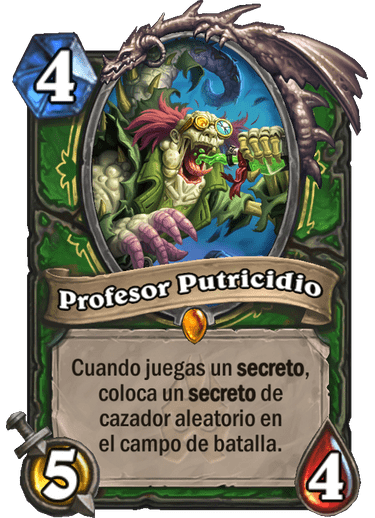 4
Profesor Putricidio
Cuando juegas un secreto,
coloca un secreto de
cazador aleatorio en
el campo de batalla.
5
4